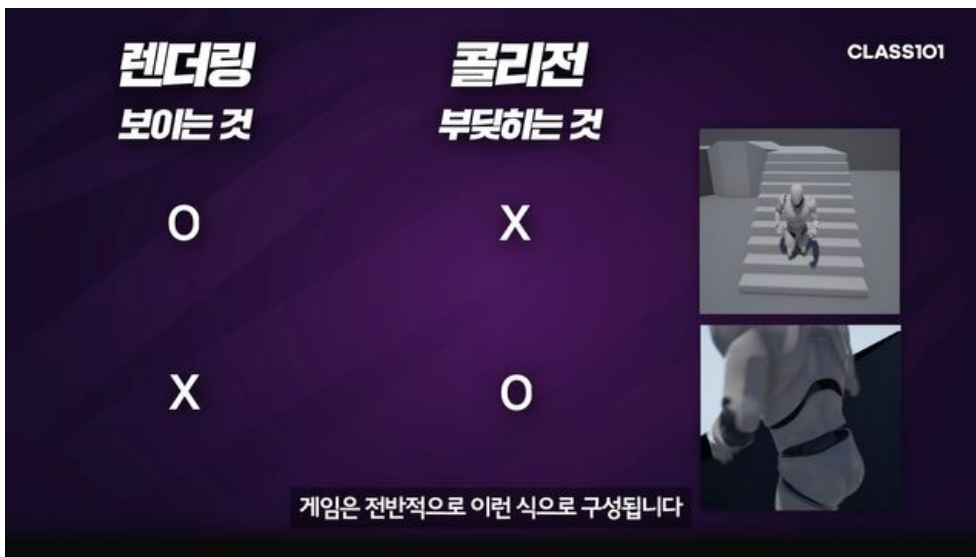 렌더링
보이는 것
콜리전
부딪히는 것
CLASS101
O X
X O
게임은 전반적으로 이런 식으로 구성됩니다